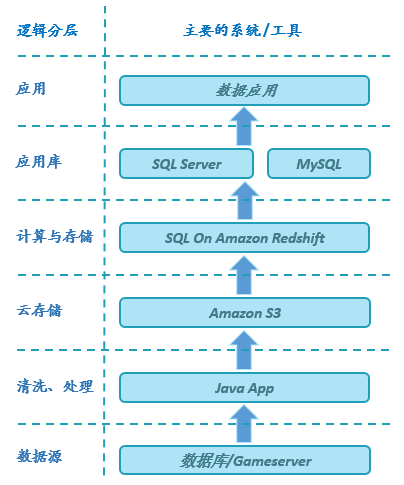 逻辑分层 主要的系统/工具
应用 数据应用
应用库 SQL Server MySQL
计算与存储 SQL On Amazon Redshift
云存储 Amazon S3
清洗、处理 Java App
数据源 数据库/Gameserver